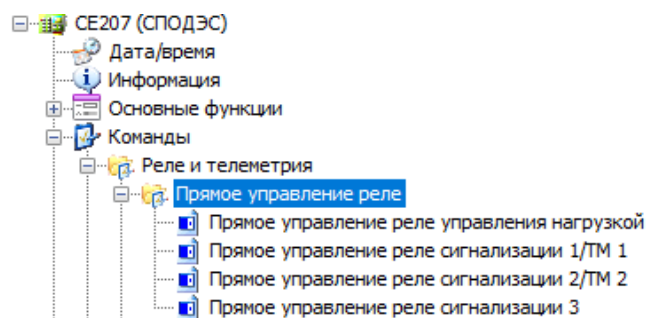 CE207 (СПОДЭС)
Дата/время
Информация
Основные функции
Команды
Реле и телеметрия
Прямое управление реле
Прямое управление реле управления нагрузкой
Прямое управление реле сигнализации 1/ТМ 1
Прямое управление реле сигнализации 2/ТМ 2
Прямое управление реле сигнализации 3